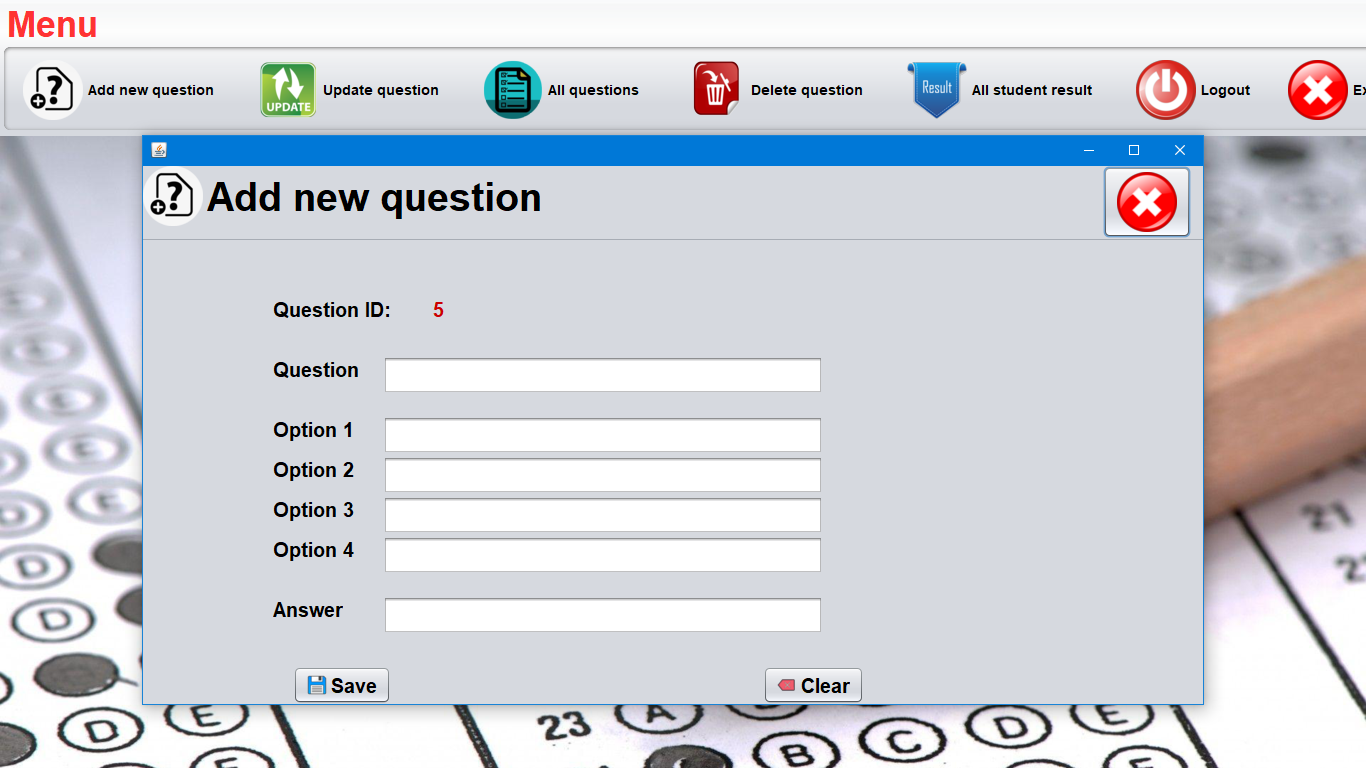 Menu
Add new question
UPDATE
Update question
All questions
Delete question
Result
All student result
Logout
Add new question
Question ID: 5
Question
Option 1
Option 2
Option 3
Option 4
Answer
Save
Clear
E
E
D
D
21
D
E
23
A
B
C
D
E